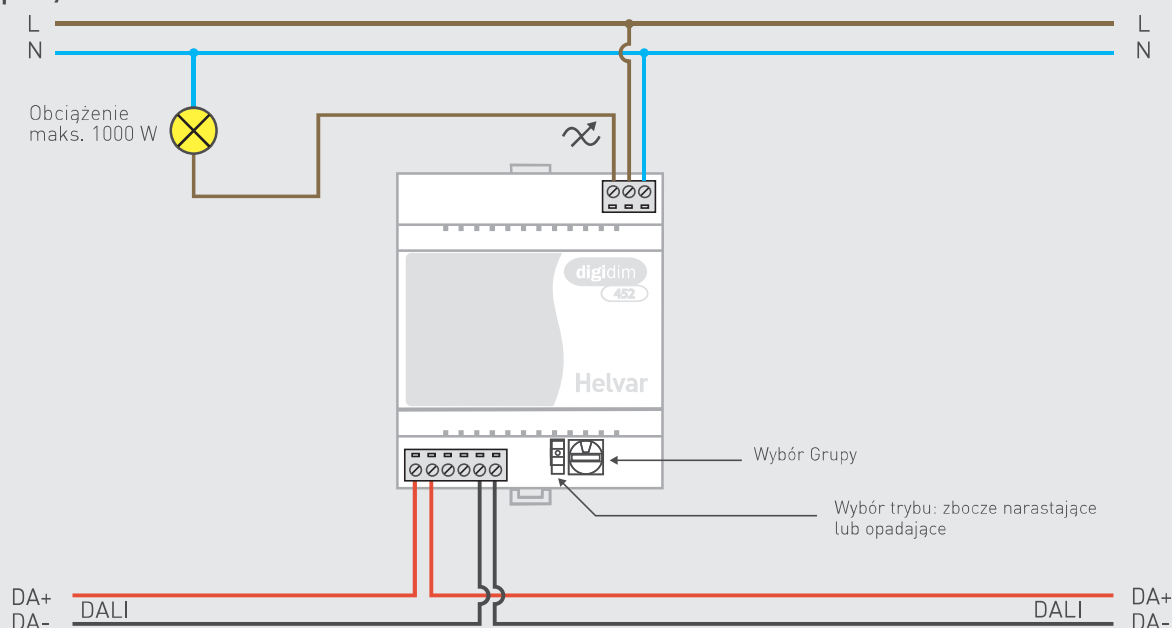 L
L
N
N
Obciążenie
maks. 1000 W
digidim
452
Helvar
Wybór Grupy
Wybór trybu: zbocze narastające
lub opadające
DA+
DA+
DALI
DALI
DA-
DA-